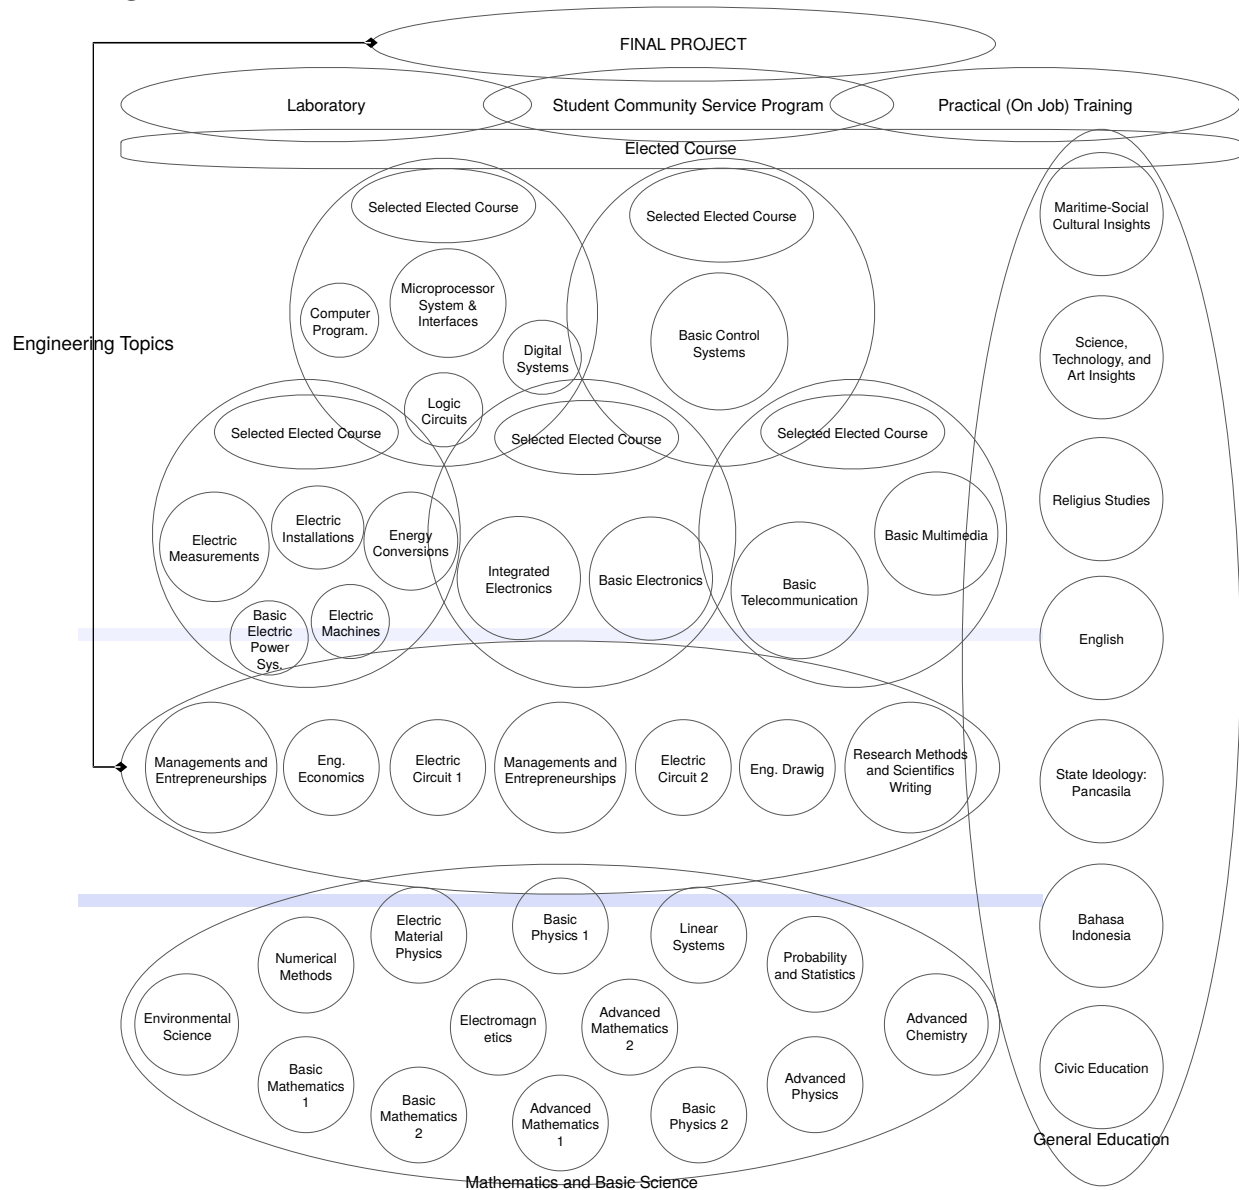 FINAL PROJECT
Laboratory
Student Community Service Program
Practical (On Job) Training
Elected Course
Selected Elected Course
Selected Elected Course
Maritime-Social
Cultural Insights
Microprocessor
System &
Interfaces
Computer
Program.
Digital
Systems
Basic Control
Systems
Engineering Topics
Science,
Technology, and
Art Insights
Logic
Circuits
Selected Elected Course
Selected Elected Course
Selected Elected Course
Electric
Measurements
Electric
Installations
Energy
Conversions
Integrated
Electronics
Basic Electronics
Basic
Telecommunication
Basic Multimedia
Religius Studies
Basic
Electric
Power
Sys.
Electric
Machines
English
Managements and
Entrepreneurships
Eng.
Economics
Electric
Circuit 1
Managements and
Entrepreneurships
Electric
Circuit 2
Eng. Drawig
Research Methods
and Scientifics
Writing
State Ideology:
Pancasila
Electric
Material
Physics
Basic
Physics 1
Linear
Systems
Bahasa
Indonesia
Numerical
Methods
Probability
and Statistics
Environmental
Science
Electromagn
etics
Advanced
Mathematics
2
Advanced
Chemistry
Basic
Mathematics
1
Basic
Mathematics
2
Advanced
Mathematics
1
Basic
Physics 2
Advanced
Physics
Civic Education
General Education
Mathematics and Basic Science